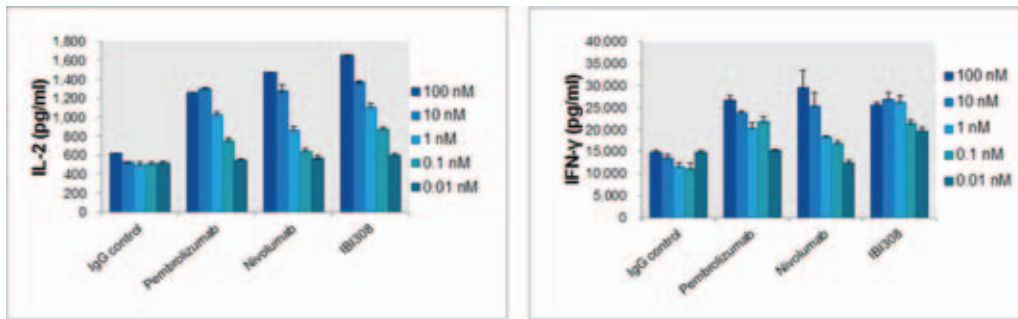 IL-2 (pg/ml)
1,800
1,600
1,400
1,200
1,000
800
600
400
200
0
IgG control
Pembrolizumab
Nivolumab
IBI308
100 nM
10 nM
1 nM
0.1 nM
0.01 nM
IFN-γ (pg/ml)
40,000
35,000
30,000
25,000
20,000
15,000
10,000
5,000
0
IgG control
Pembrolizumab
Nivolumab
IBI308
100 nM
10 nM
1 nM
0.1 nM
0.01 nM